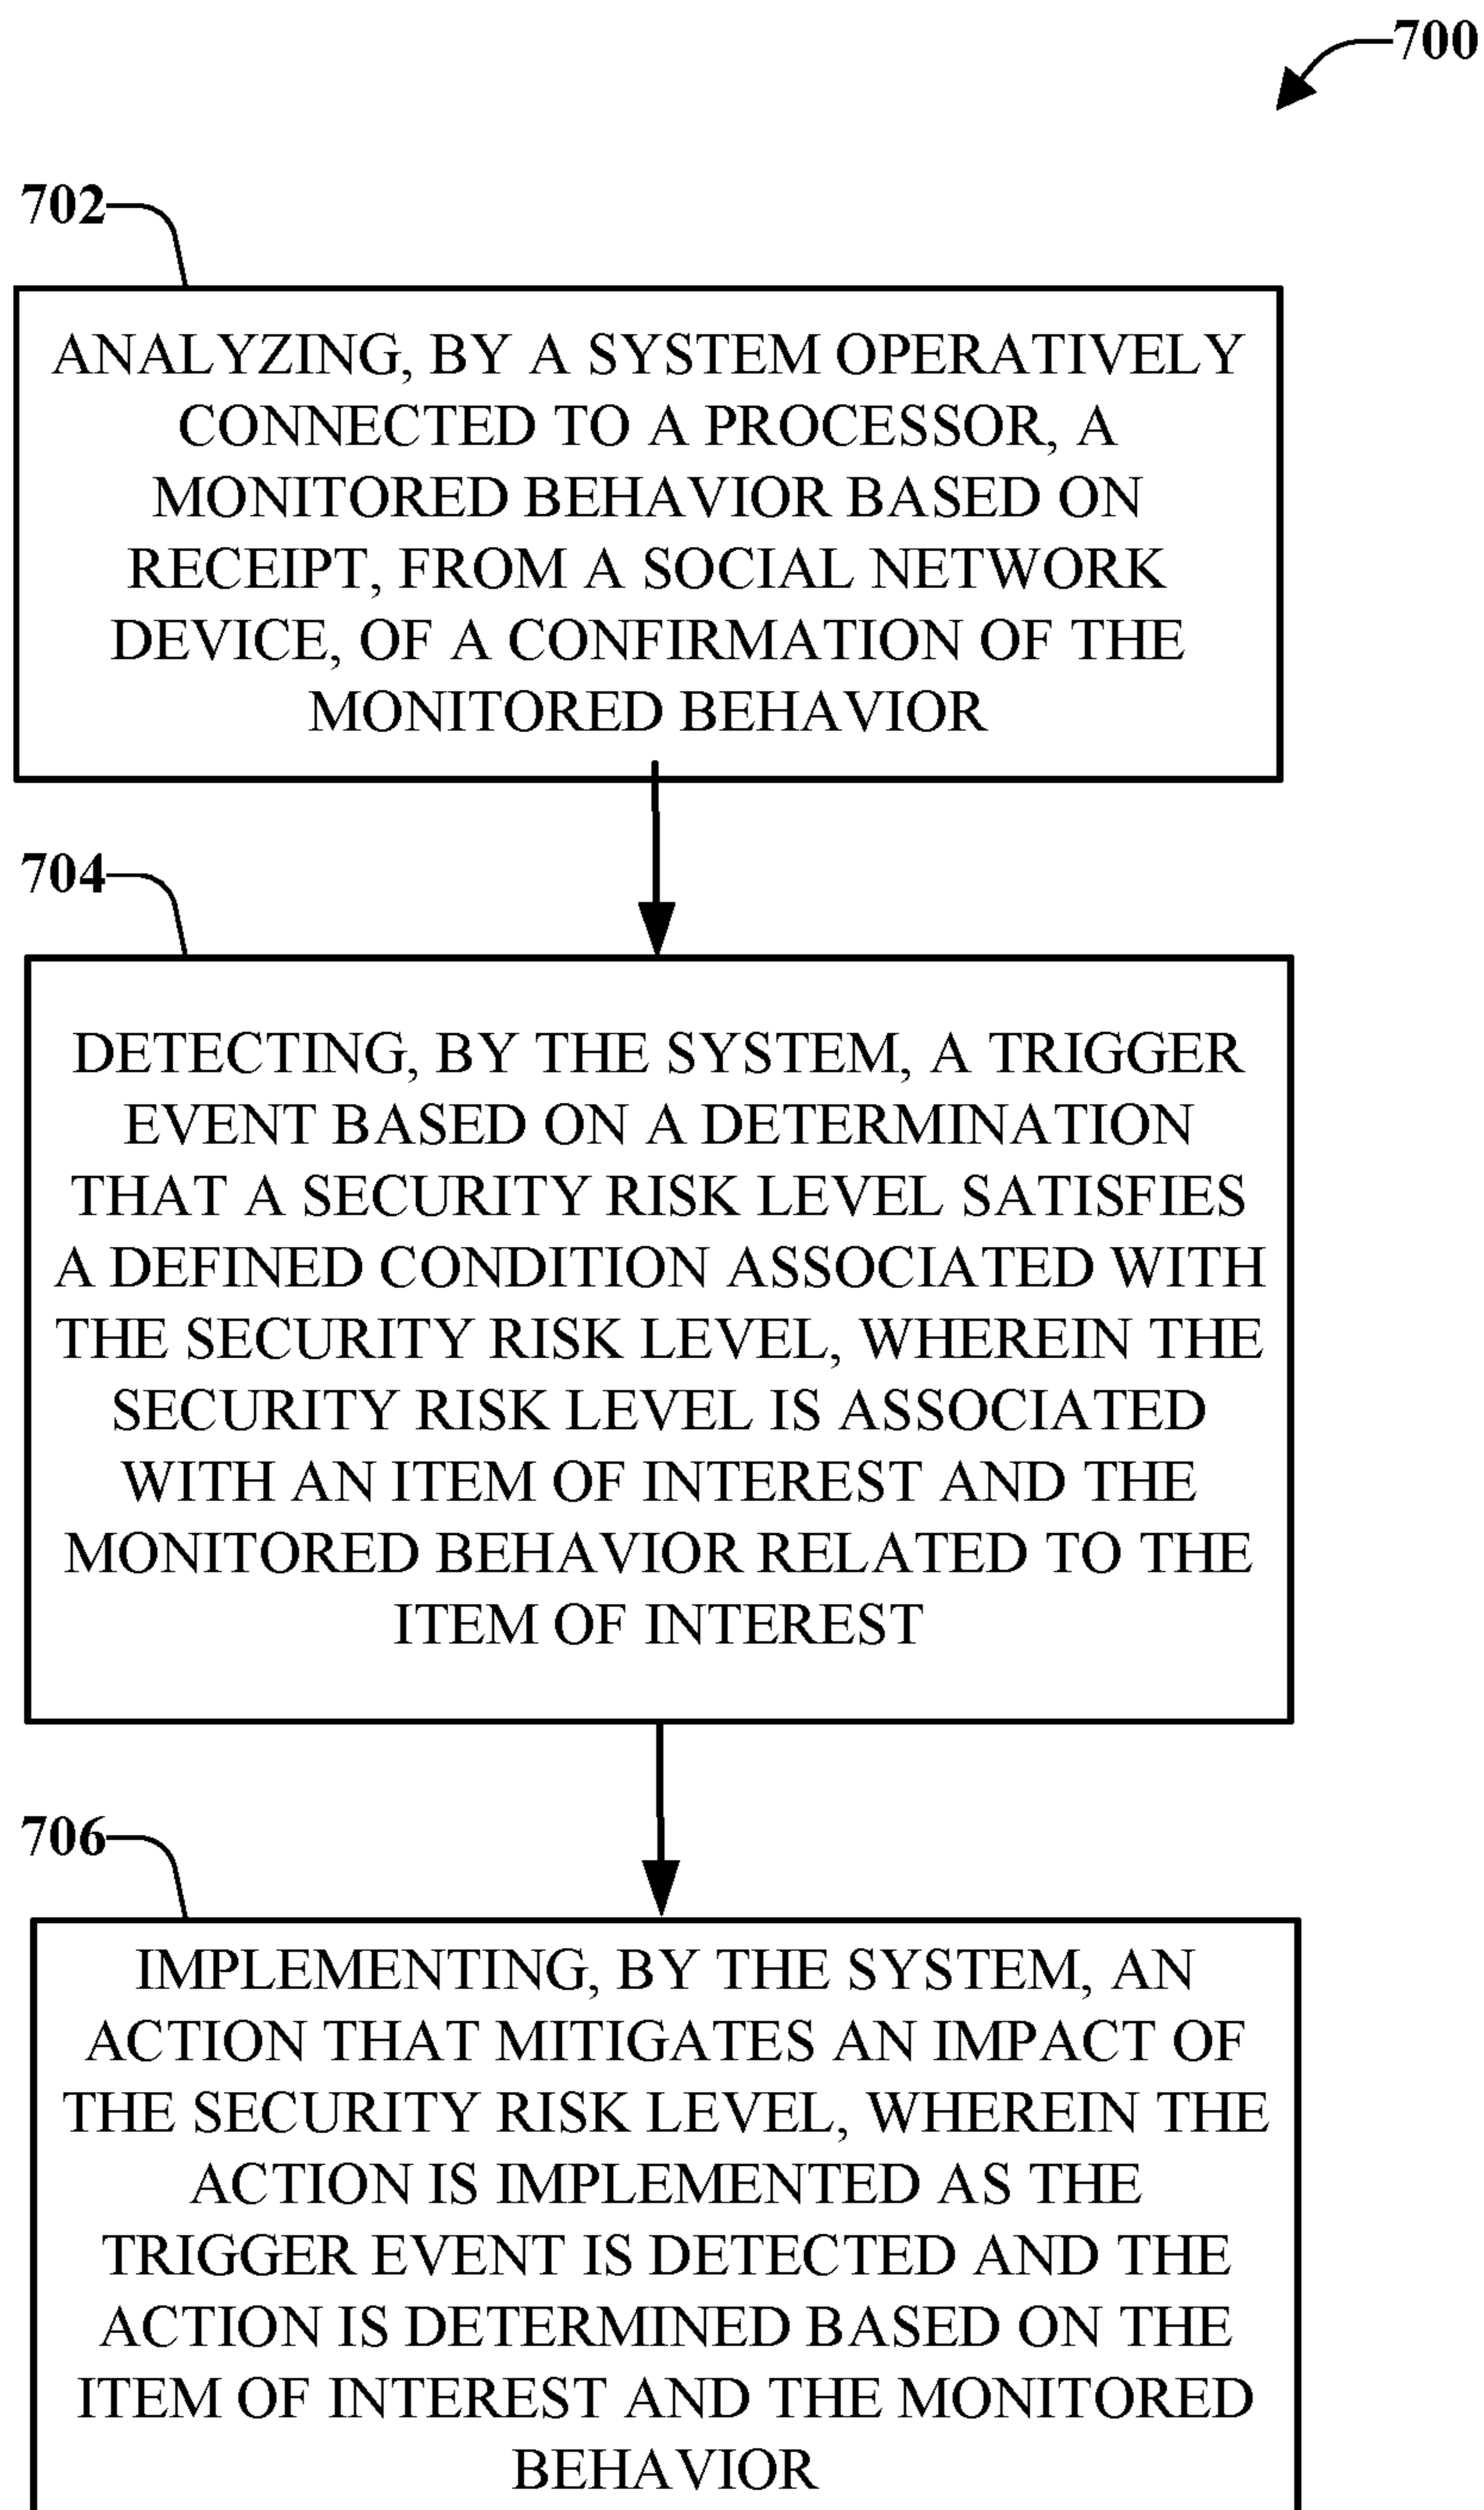 700
702
ANALYZING, BY A SYSTEM OPERATIVELY
CONNECTED TO A PROCESSOR, A
MONITORED BEHAVIOR BASED ON
RECEIPT, FROM A SOCIAL NETWORK
DEVICE, OF A CONFIRMATION OF THE
MONITORED BEHAVIOR
704
DETECTING, BY THE SYSTEM, A TRIGGER
EVENT BASED ON A DETERMINATION
THAT A SECURITY RISK LEVEL SATISFIES
A DEFINED CONDITION ASSOCIATED WITH
THE SECURITY RISK LEVEL, WHEREIN THE
SECURITY RISK LEVEL IS ASSOCIATED
WITH AN ITEM OF INTEREST AND THE
MONITORED BEHAVIOR RELATED TO THE
ITEM OF INTEREST
706
IMPLEMENTING, BY THE SYSTEM, AN
ACTION THAT MITIGATES AN IMPACT OF
THE SECURITY RISK LEVEL, WHEREIN THE
ACTION IS IMPLEMENTED AS THE
TRIGGER EVENT IS DETECTED AND THE
ACTION IS DETERMINED BASED ON THE
ITEM OF INTEREST AND THE MONITORED
BEHAVIOR